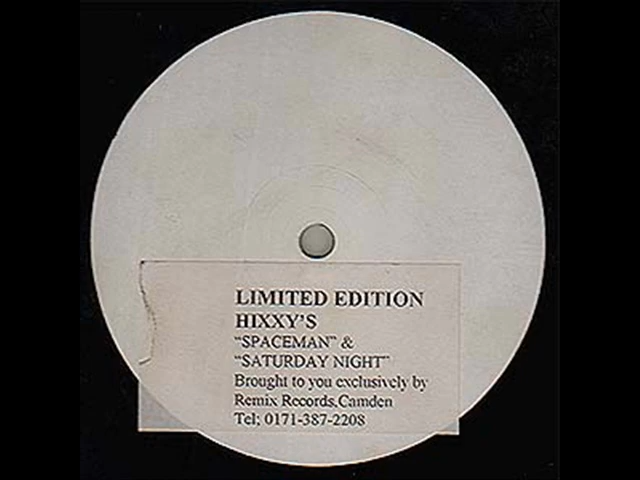 LIMITED EDITION
HIXXY'S
"SPACEMAN" &
"SATURDAY NIGHT"
Brought to you exclusively by
Remix Records,Camden
Tel; 0171-387-2208